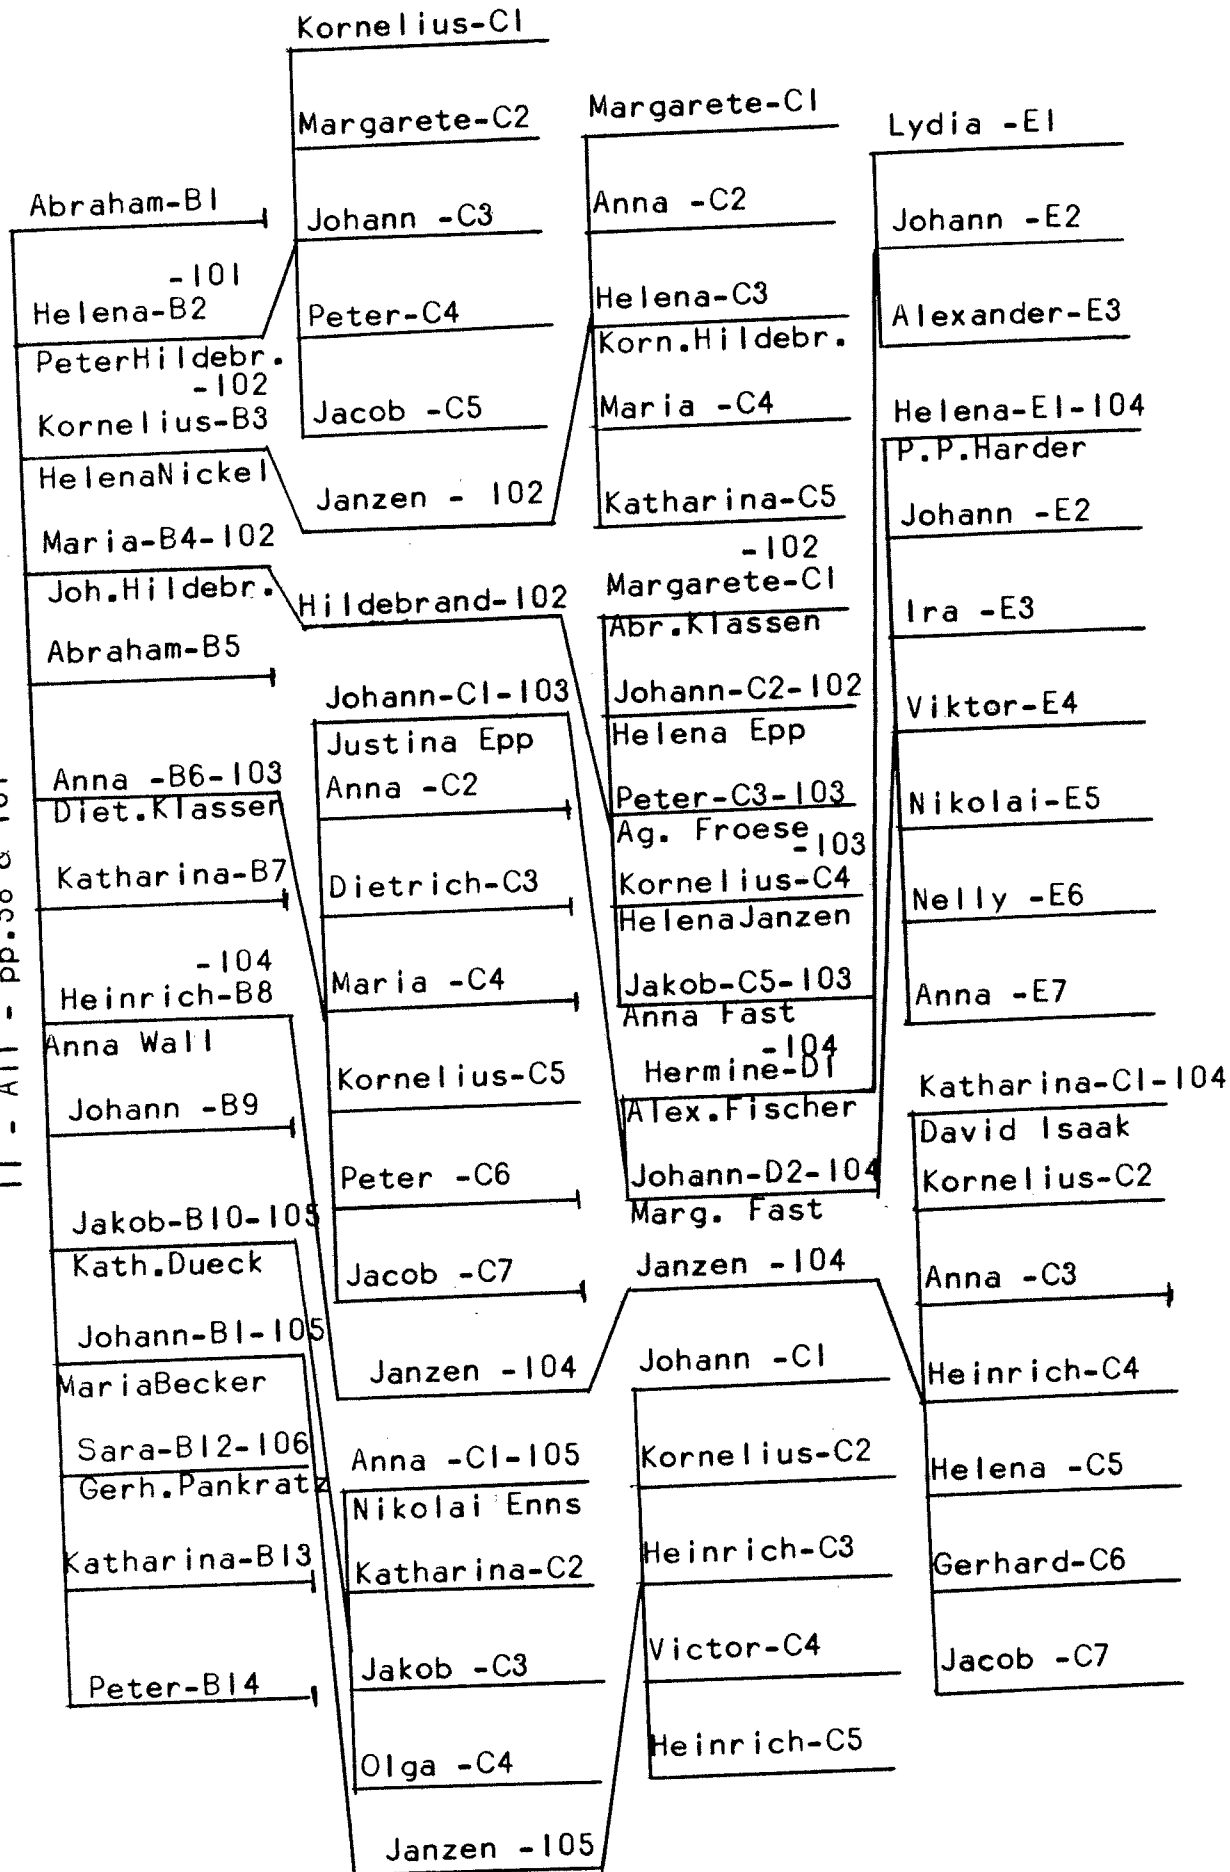 Abraham-B1
-101
Helena-B2
PeterHildebr.
-102
Kornelius-B3
HelenaNickel
Maria-B4-102
Joh.Hildebr.
Abraham-B5
Anna -B6-103
Diet.Klassen
Katharina-B7
-104
Heinrich-B8
Anna Wall
Johann -B9
Jakob-B10-105
Kath.Dueck
Johann-B1-105
MariaBecker
Sara-B12-106
Gerh.Pankratz
Katharina-B13
Peter-B14
Kornelius-C1
Margarete-C2
Johann -C3
Peter-C4
Jacob -C5
Janzen - 102
Hildebrand-102
Johann-C1-103
Justina Epp
Anna -C2
Dietrich-C3
Maria -C4
Kornelius-C5
Peter -C6
Jacob -C7
Janzen -104
Anna -C1-105
Nikolai Enns
Katharina-C2
Jakob -C3
Olga -C4
Janzen -105
Margarete-C1
Anna -C2
Helena-C3
Korn.Hildebr.
Maria -C4
Katharina-C5
-102
Margarete-C1
Abr.Klassen
Johann-C2-102
Helena Epp
Peter-C3-103
Ag. Froese
-103
Kornelius-C4
HelenaJanzen
Jakob-C5-103
Anna Fast
-104
Hermine-D1
Alex.Fischer
Johann-D2-104
Marg. Fast
Janzen -104
Johann -C1
Kornelius-C2
Heinrich-C3
Victor-C4
Heinrich-C5
Lydia -E1
Johann -E2
Alexander-E3
Helena-E1-104
P.P.Harder
Johann -E2
Ira -E3
Viktor-E4
Nikolai-E5
Nelly -E6
Anna -E7
Katharina-C1-104
David Isaak
Kornelius-C2
Anna -C3
Heinrich-C4
Helena -C5
Gerhard-C6
Jacob -C7